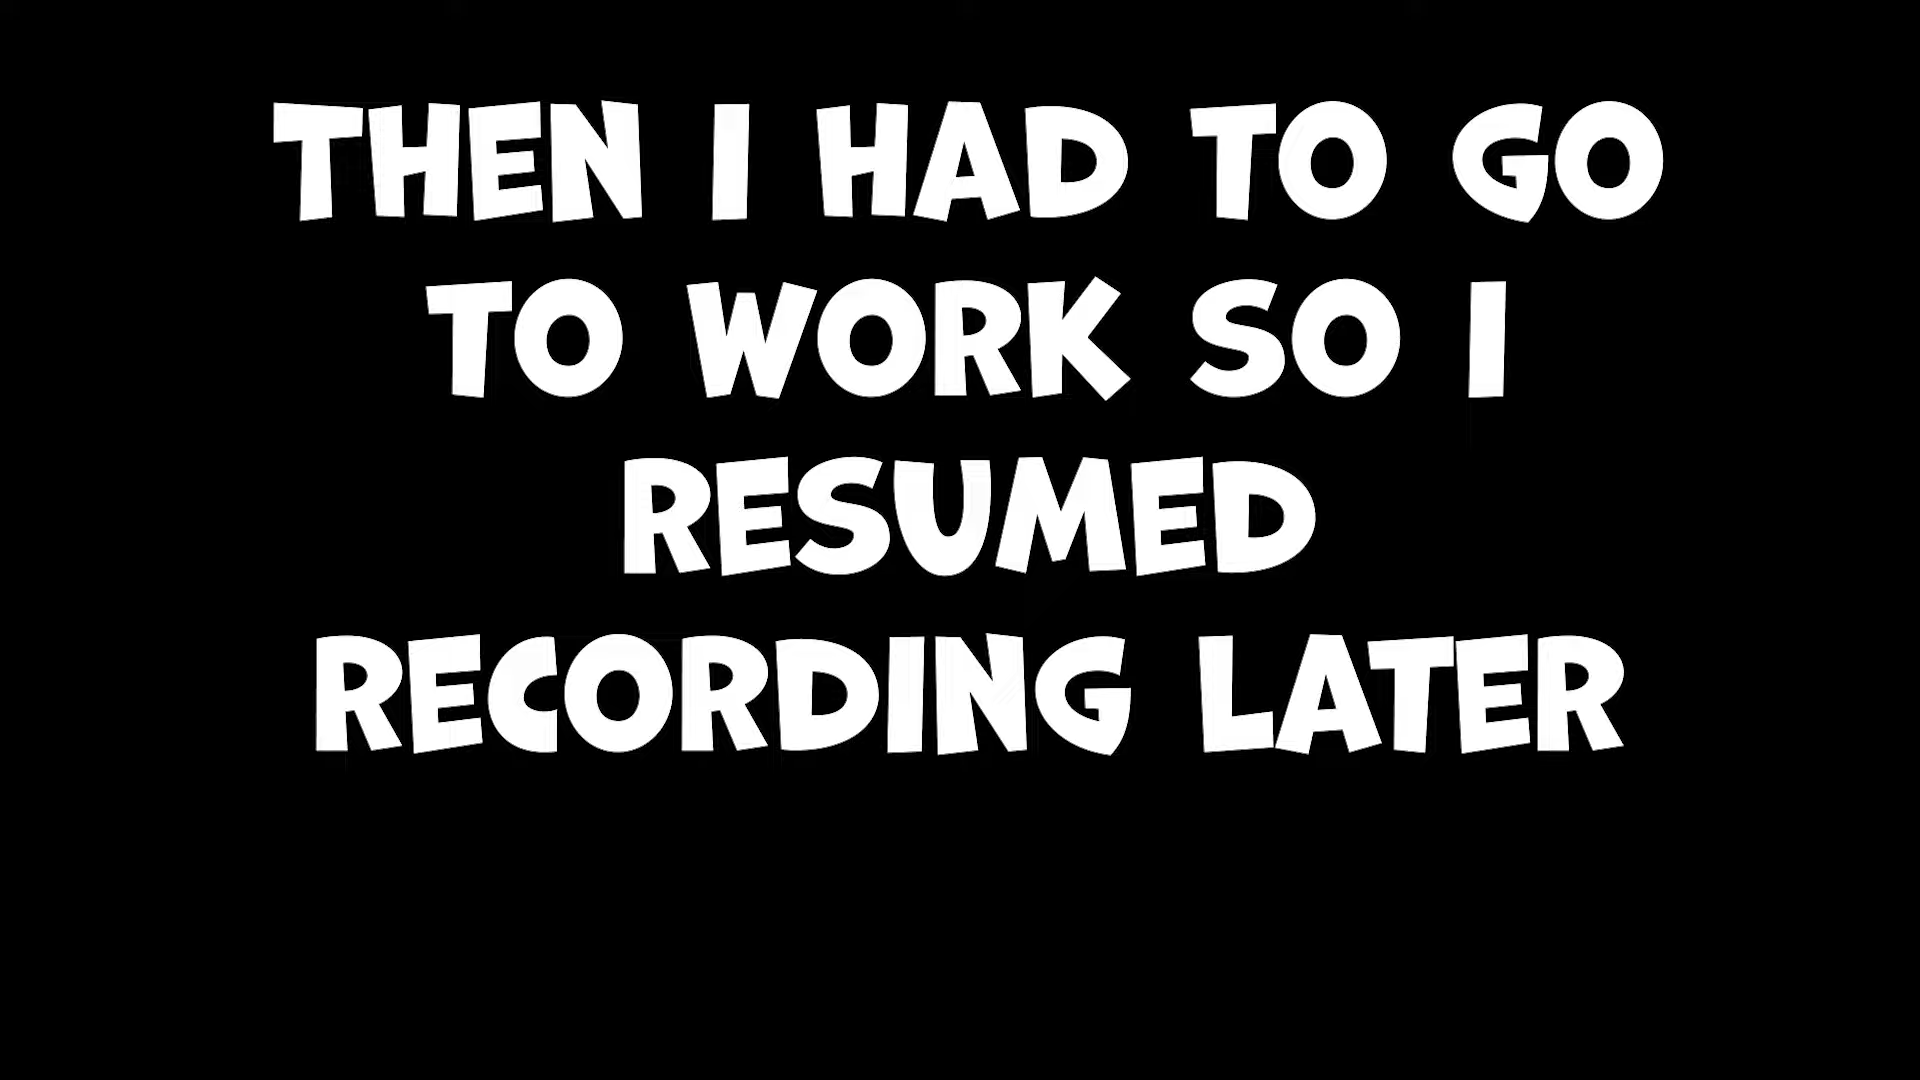 THEN I HAD TO GO
TO WORK SO I
RESUMED
RECORDING LATER